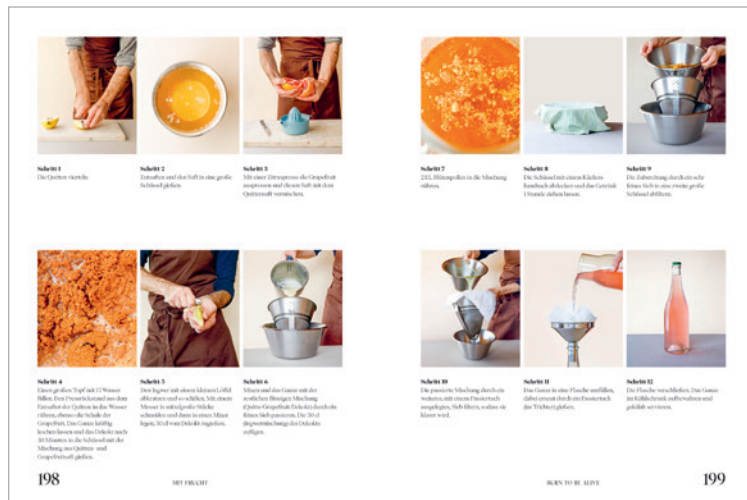 Schritt 1
Die Quitten vierteln.
Schritt 2
Entsaften und den Saft in eine große
Schüssel gießen.
Schritt 3
Mit einer Zitruspresse die Grapefruit
auspressen und diesen Saft mit dem
Quittensaft vermischen.
Schritt 4
Einen großen Topf mit 1 l Wasser
füllen. Den Pressrückstand aus dem
Entsafter der Quitten in das Wasser
rühren, ebenso die Schale der
Grapefruit. Das Ganze kräftig
kochen lassen und das Dekokt nach
30 Minuten in die Schüssel mit der
Mischung aus Quitten- und
Grapefruitsaft gießen.
Schritt 5
Den Ingwer mit einem kleinen Löffel
abkratzen und so schälen. Mit einem
Messer in mittelgroße Stücke
schneiden und dann in einen Mixer
legen, 50 cl vom Dekokt zugießen.
Schritt 6
Mixen und das Ganze mit der
restlichen flüssigen Mischung
(Quitte/Grapefruit/Dekokt) durch ein
feines Sieb passieren. Die 50 cl
Ingwermischung des Dekokts
zufügen.
198
MIT FRUCHT
Schritt 7
2 EL Blütenpollen in die Mischung
rühren.
Schritt 8
Die Schüssel mit einem Küchen-
handtuch abdecken und das Getränk
1 Stunde ziehen lassen.
Schritt 9
Die Zubereitung durch ein sehr
feines Sieb in eine zweite große
Schüssel abfiltern.
Schritt 10
Die passierte Mischung durch ein
weiteres, mit einem Passiertuch
ausgelegtes, Sieb filtern, sodass sie
klarer wird.
Schritt 11
Das Ganze in eine Flasche umfüllen,
dabei erneut durch ein Passiertuch
(im Trichter) gießen.
Schritt 12
Die Flasche verschließen. Das Ganze
im Kühlschrank aufbewahren und
gekühlt servieren.
BORN TO BE ALIVE
199